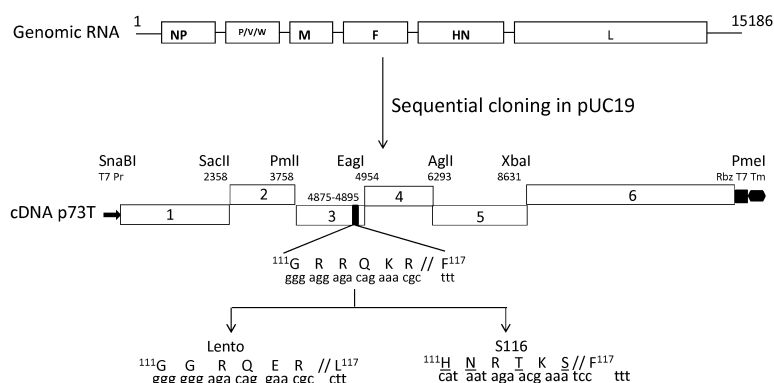 1 15186
Genomic RNA NP P/V/W M F HN L
Sequential cloning in pUC19
SnaBI SacII PmlI EagI AglI XbaI PmeI
T7 Pr 2358 3758 4954 6293 8631 Rbz T7 Tm
2 4875-4895 4 6
cDNA p73T 1 3 5
111G R R Q K R // F117
ggg agg aga cag aaa cgc ttt
Lento S116
111G G R Q E R //L117 111H N R T K S//F117
ggg ggg aga cag gaa cgc ctt cat aat aga acg aaa tcc ttt